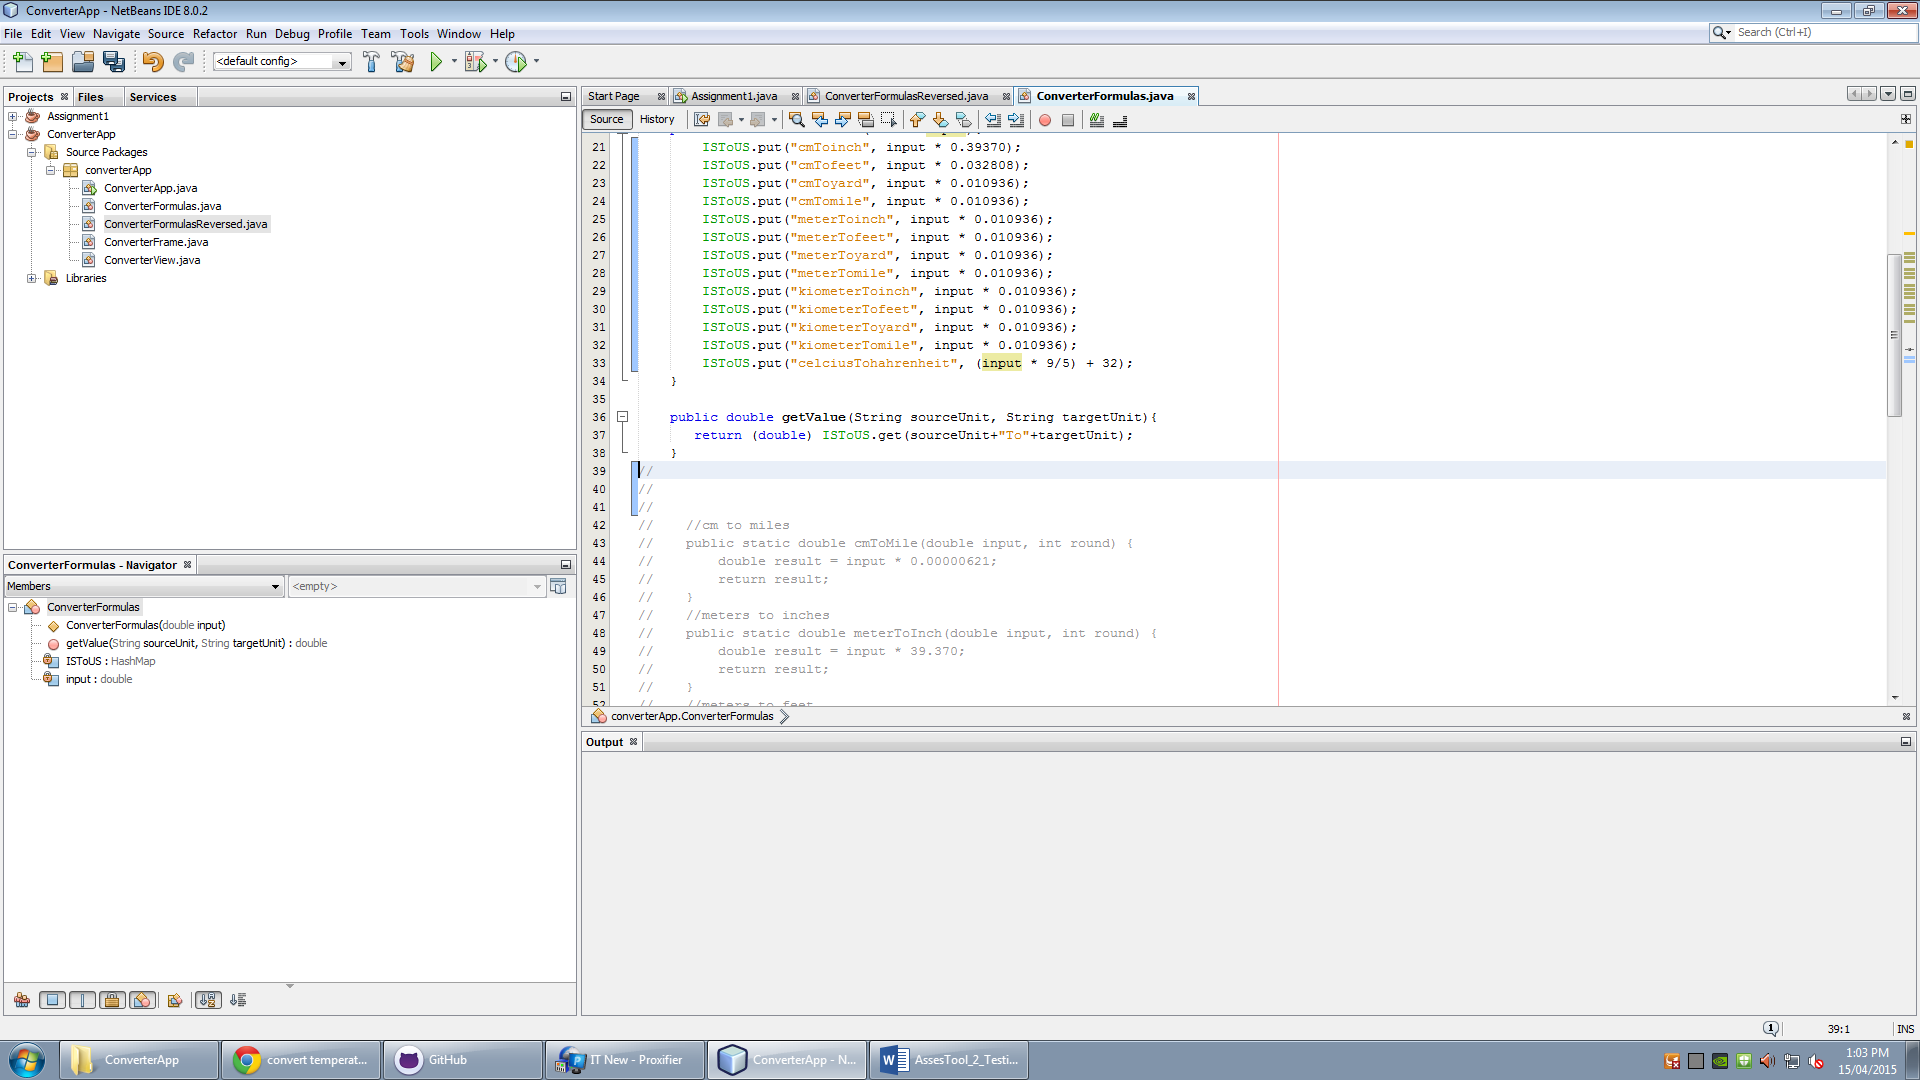 ConverterApp - NetBeans IDE 8.0.2
File Edit View Navigate Source Refactor Run Debug Profile Team Tools Window Help
Search (Ctrl+I)
<default config>
Projects Files Services
Assignment1
ConverterApp
Source Packages
converterApp
ConverterApp.java
ConverterFormulas.java
ConverterFormulasReversed.java
ConverterFrame.java
ConverterView.java
Libraries
ConverterFormulas - Navigator
Members <empty>
ConverterFormulas
ConverterFormulas(double input)
getValue(String sourceUnit, String targetUnit) : double
ISToUS : HashMap
input : double
Start Page Assignment1.java ConverterFormulasReversed.java ConverterFormulas.java
Source History
21 ISToUS.put("cmToinch", input * 0.39370);
22 ISToUS.put("cmTofeet", input * 0.032808);
23 ISToUS.put("cmToyard", input * 0.010936);
24 ISToUS.put("cmTomile", input * 0.010936);
25 ISToUS.put("meterToinch", input * 0.010936);
26 ISToUS.put("meterTofeet", input * 0.010936);
27 ISToUS.put("meterToyard", input * 0.010936);
28 ISToUS.put("meterTomile", input * 0.010936);
29 ISToUS.put("kiometerToinch", input * 0.010936);
30 ISToUS.put("kiometerTofeet", input * 0.010936);
31 ISToUS.put("kiometerToyard", input * 0.010936);
32 ISToUS.put("kiometerTomile", input * 0.010936);
33 ISToUS.put("celciusTohahrenheit", (input * 9/5) + 32);
34 }
35
36 public double getValue(String sourceUnit, String targetUnit){
37 return (double) ISToUS.get(sourceUnit+"To"+targetUnit);
38 }
39 //
40 //
41 //
42 // //cm to miles
43 // public static double cmToMile(double input, int round) {
44 // double result = input * 0.00000621;
45 // return result;
46 // }
47 // //meters to inches
48 // public static double meterToInch(double input, int round) {
49 // double result = input * 39.370;
50 // return result;
51 // }
52 // //meters to feet
converterApp.ConverterFormulas
Output
1 39:1 INS
ConverterApp
convert temperat...
GitHub
IT New - Proxifier
ConverterApp - N...
AssesTool_2_Testi...
1:03 PM
15/04/2015